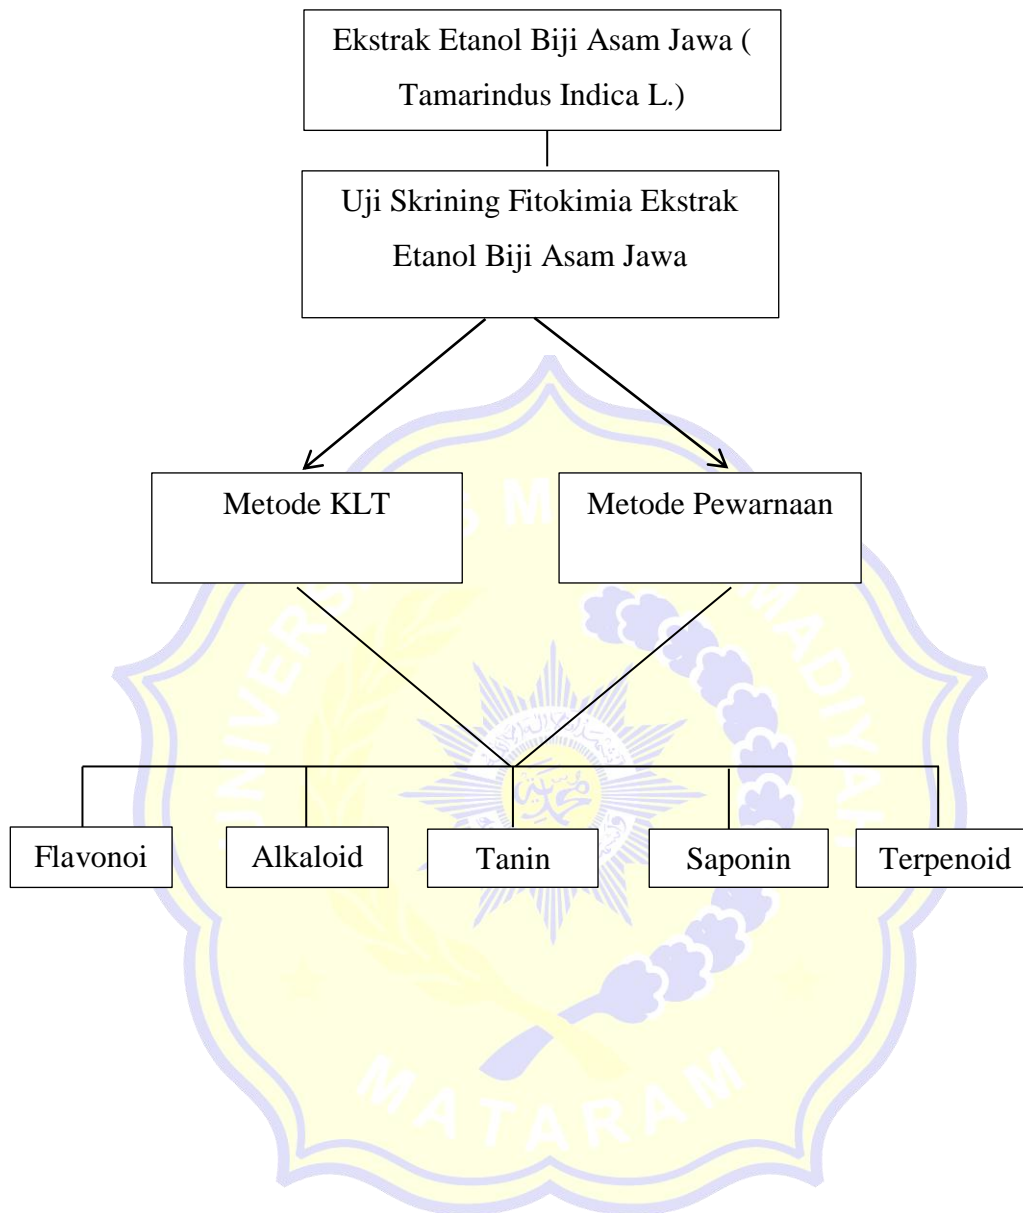 Ekstrak Etanol Biji Asam Jawa (
Tamarindus Indica L.)
Uji Skrining Fitokimia Ekstrak
Etanol Biji Asam Jawa
Metode KLT
Metode Pewarnaan
Flavonoi
Alkaloid
Tanin
Saponin
Terpenoid
MATARAM